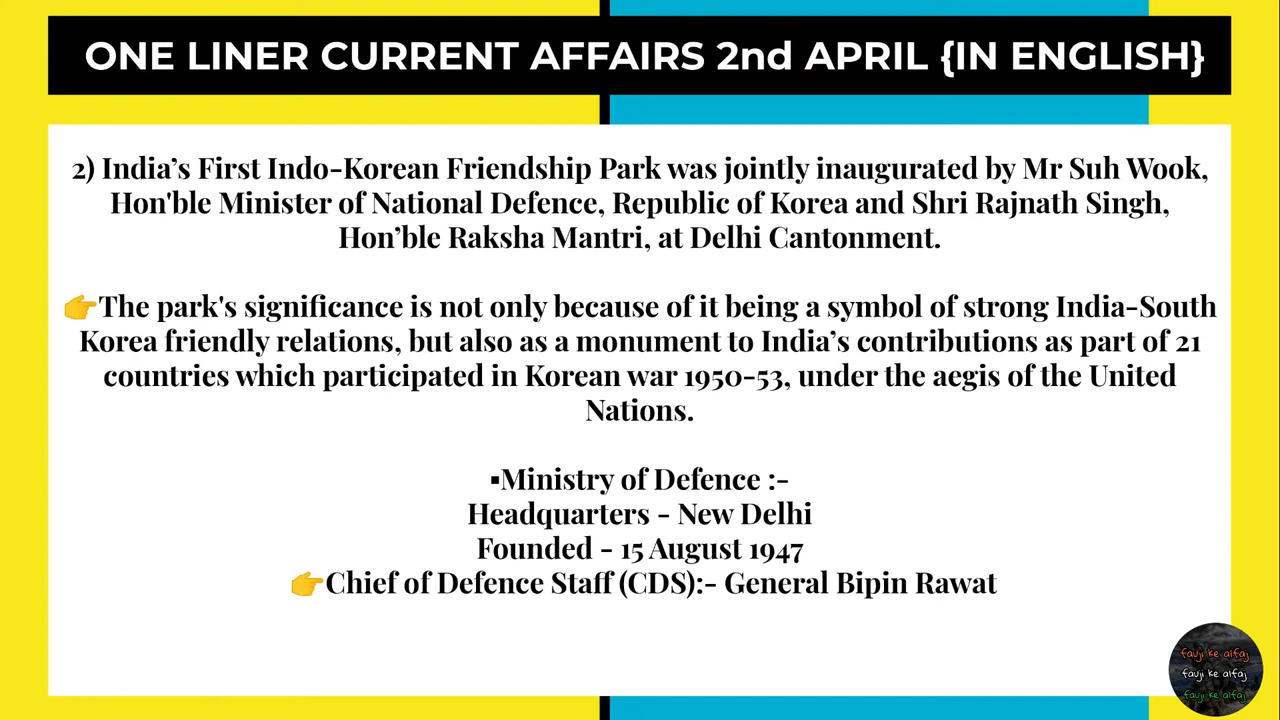 ONE LINER CURRENT AFFAIRS 2nd APRIL {IN ENGLISH}
2) India’s First Indo-Korean Friendship Park was jointly inaugurated by Mr Suh Wook,
Hon'ble Minister of National Defence, Republic of Korea and Shri Rajnath Singh,
Hon’ble Raksha Mantri, at Delhi Cantonment.
👉The park's significance is not only because of it being a symbol of strong India-South
Korea friendly relations, but also as a monument to India’s contributions as part of 21
countries which participated in Korean war 1950-53, under the aegis of the United
Nations.
▪Ministry of Defence :-
Headquarters - New Delhi
Founded - 15 August 1947
👉Chief of Defence Staff (CDS):- General Bipin Rawat
fauji ke alfaj
fauji ke alfaj
fauji ke alfaj